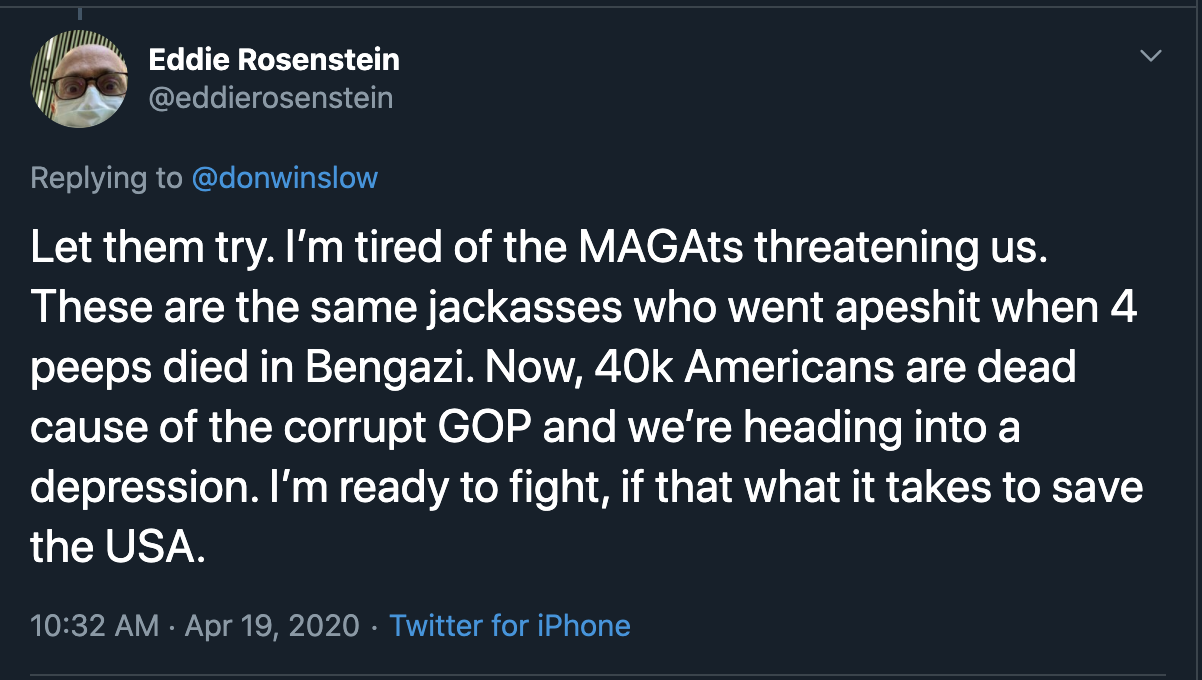 Eddie Rosenstein
@eddierosenstein
Replying to @donwinslow
Let them try. I’m tired of the MAGAts threatening us.
These are the same jackasses who went apeshit when 4
peeps died in Bengazi. Now, 40k Americans are dead
cause of the corrupt GOP and we’re heading into a
depression. I’m ready to fight, if that what it takes to save
the USA.
10:32 AM · Apr 19, 2020 · Twitter for iPhone